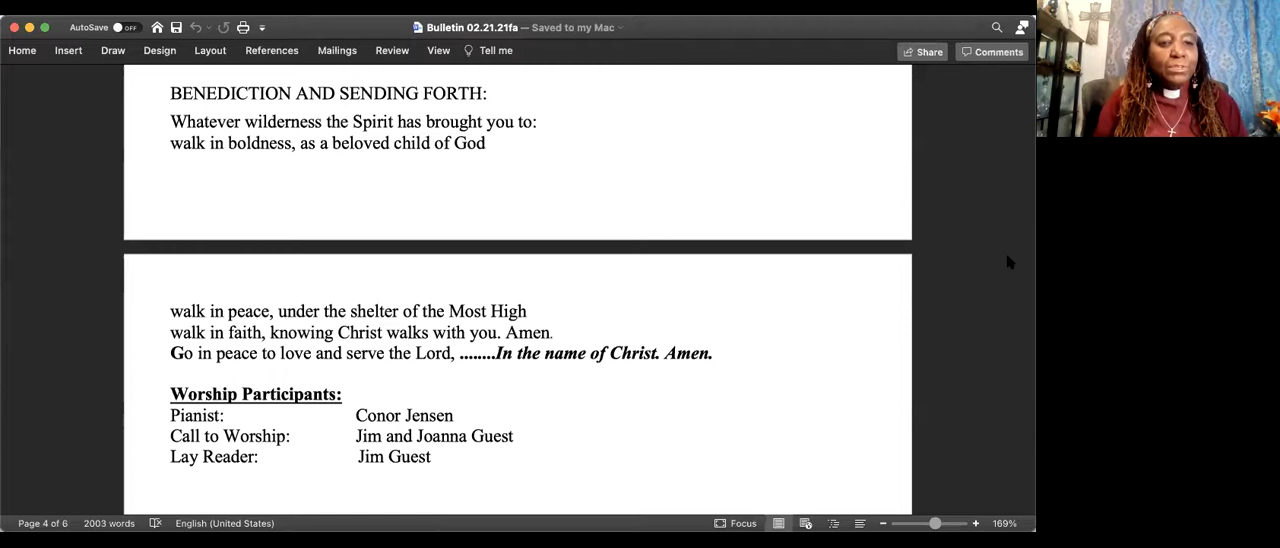 AutoSave OFF
Bulletin 02.21.21fa — Saved to my Mac
Home Insert Draw Design Layout References Mailings Review View Tell me Share Comments
BENEDICTION AND SENDING FORTH:
Whatever wilderness the Spirit has brought you to:
walk in boldness, as a beloved child of God
walk in peace, under the shelter of the Most High
walk in faith, knowing Christ walks with you. Amen.
Go in peace to love and serve the Lord, ........In the name of Christ. Amen.
Worship Participants:
Pianist: Conor Jensen
Call to Worship: Jim and Joanna Guest
Lay Reader: Jim Guest
Page 4 of 6 2003 words English (United States) Focus 169%